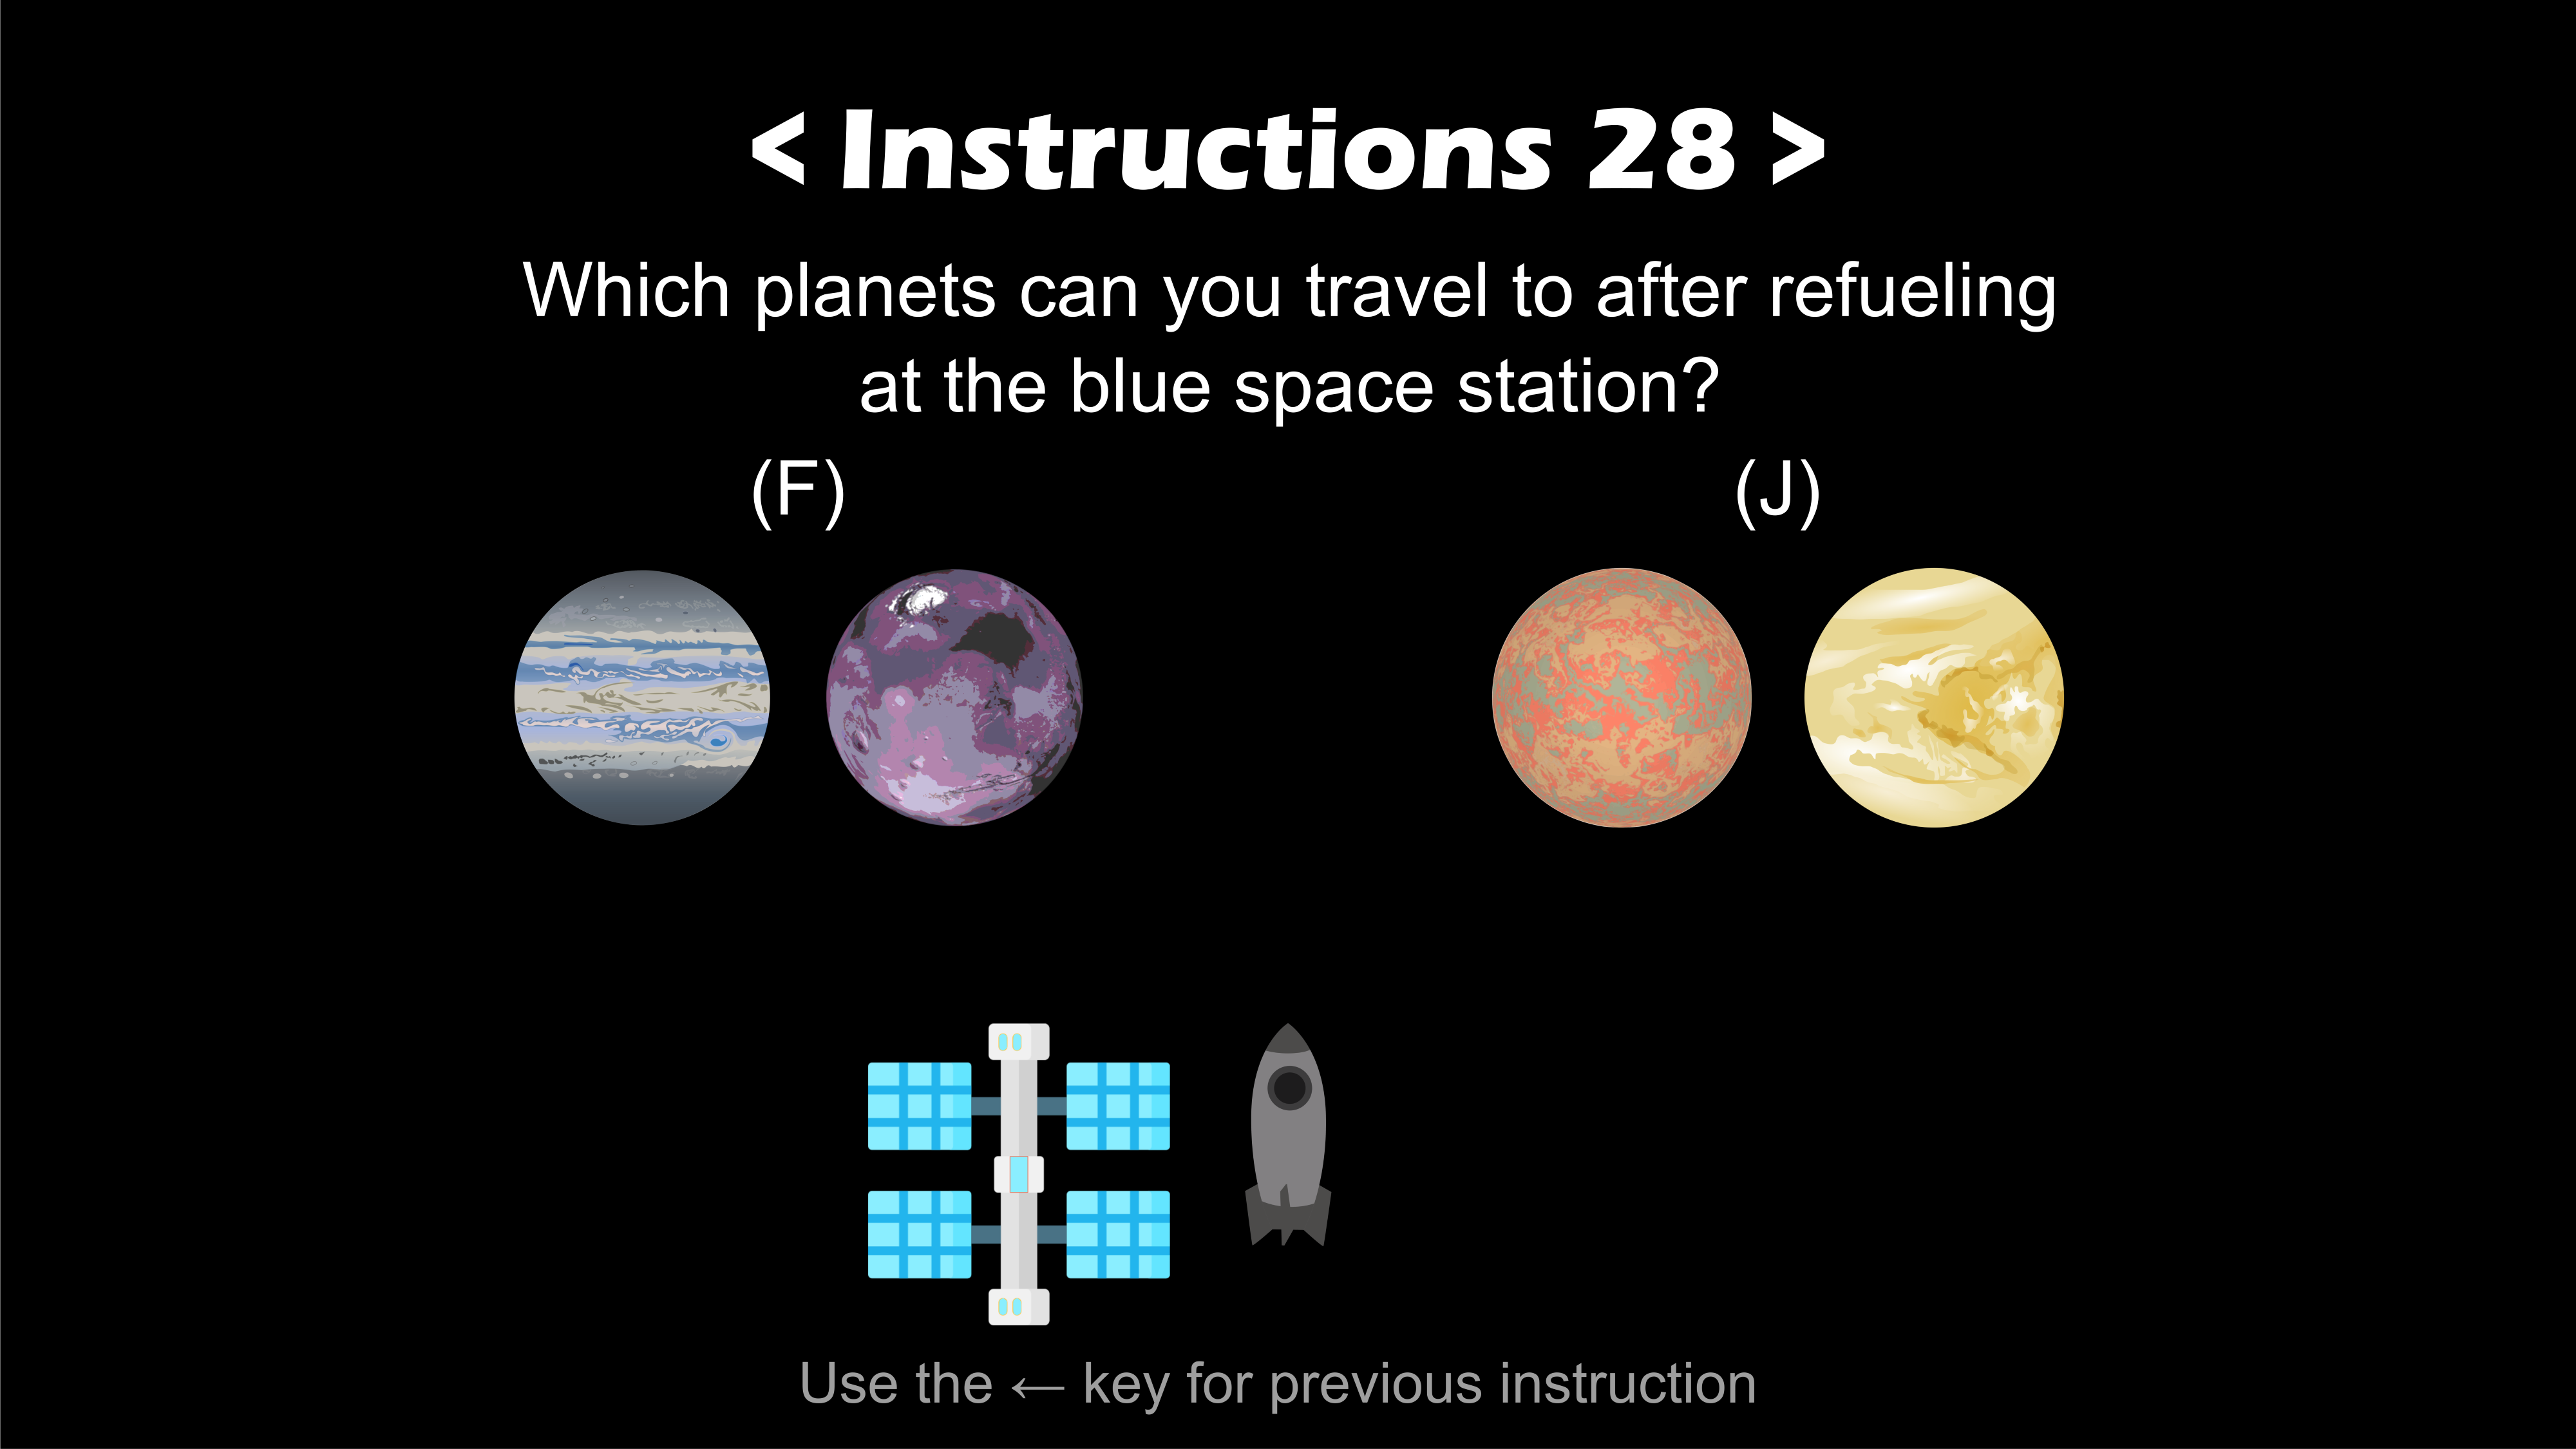 < Instructions 28 >
Which planets can you travel to after refueling
at the blue space station?
(F) (J)
Use the ← key for previous instruction